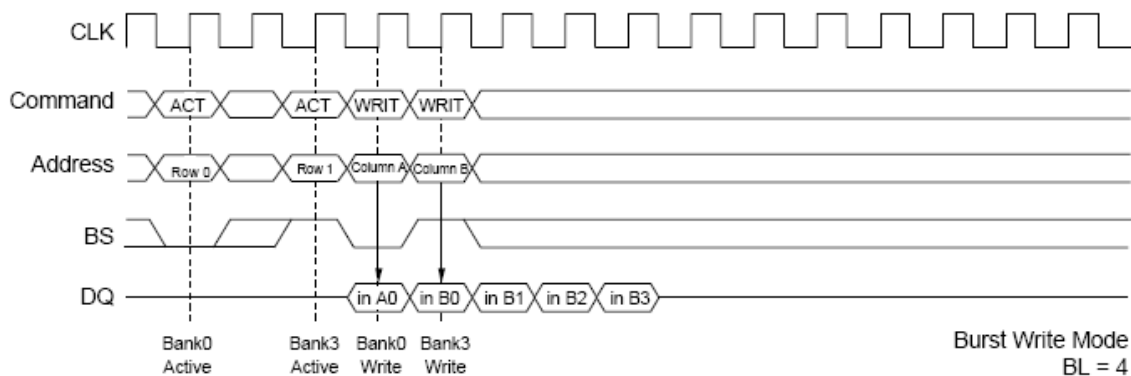 CLK
Command ACT ACT WRIT WRIT
Address Row 0 Row 1 Column A Column B
BS
DQ in A0 in B0 in B1 in B2 in B3
Bank0 Bank3 Bank0 Bank3
Active Active Write Write
Burst Write Mode
BL = 4